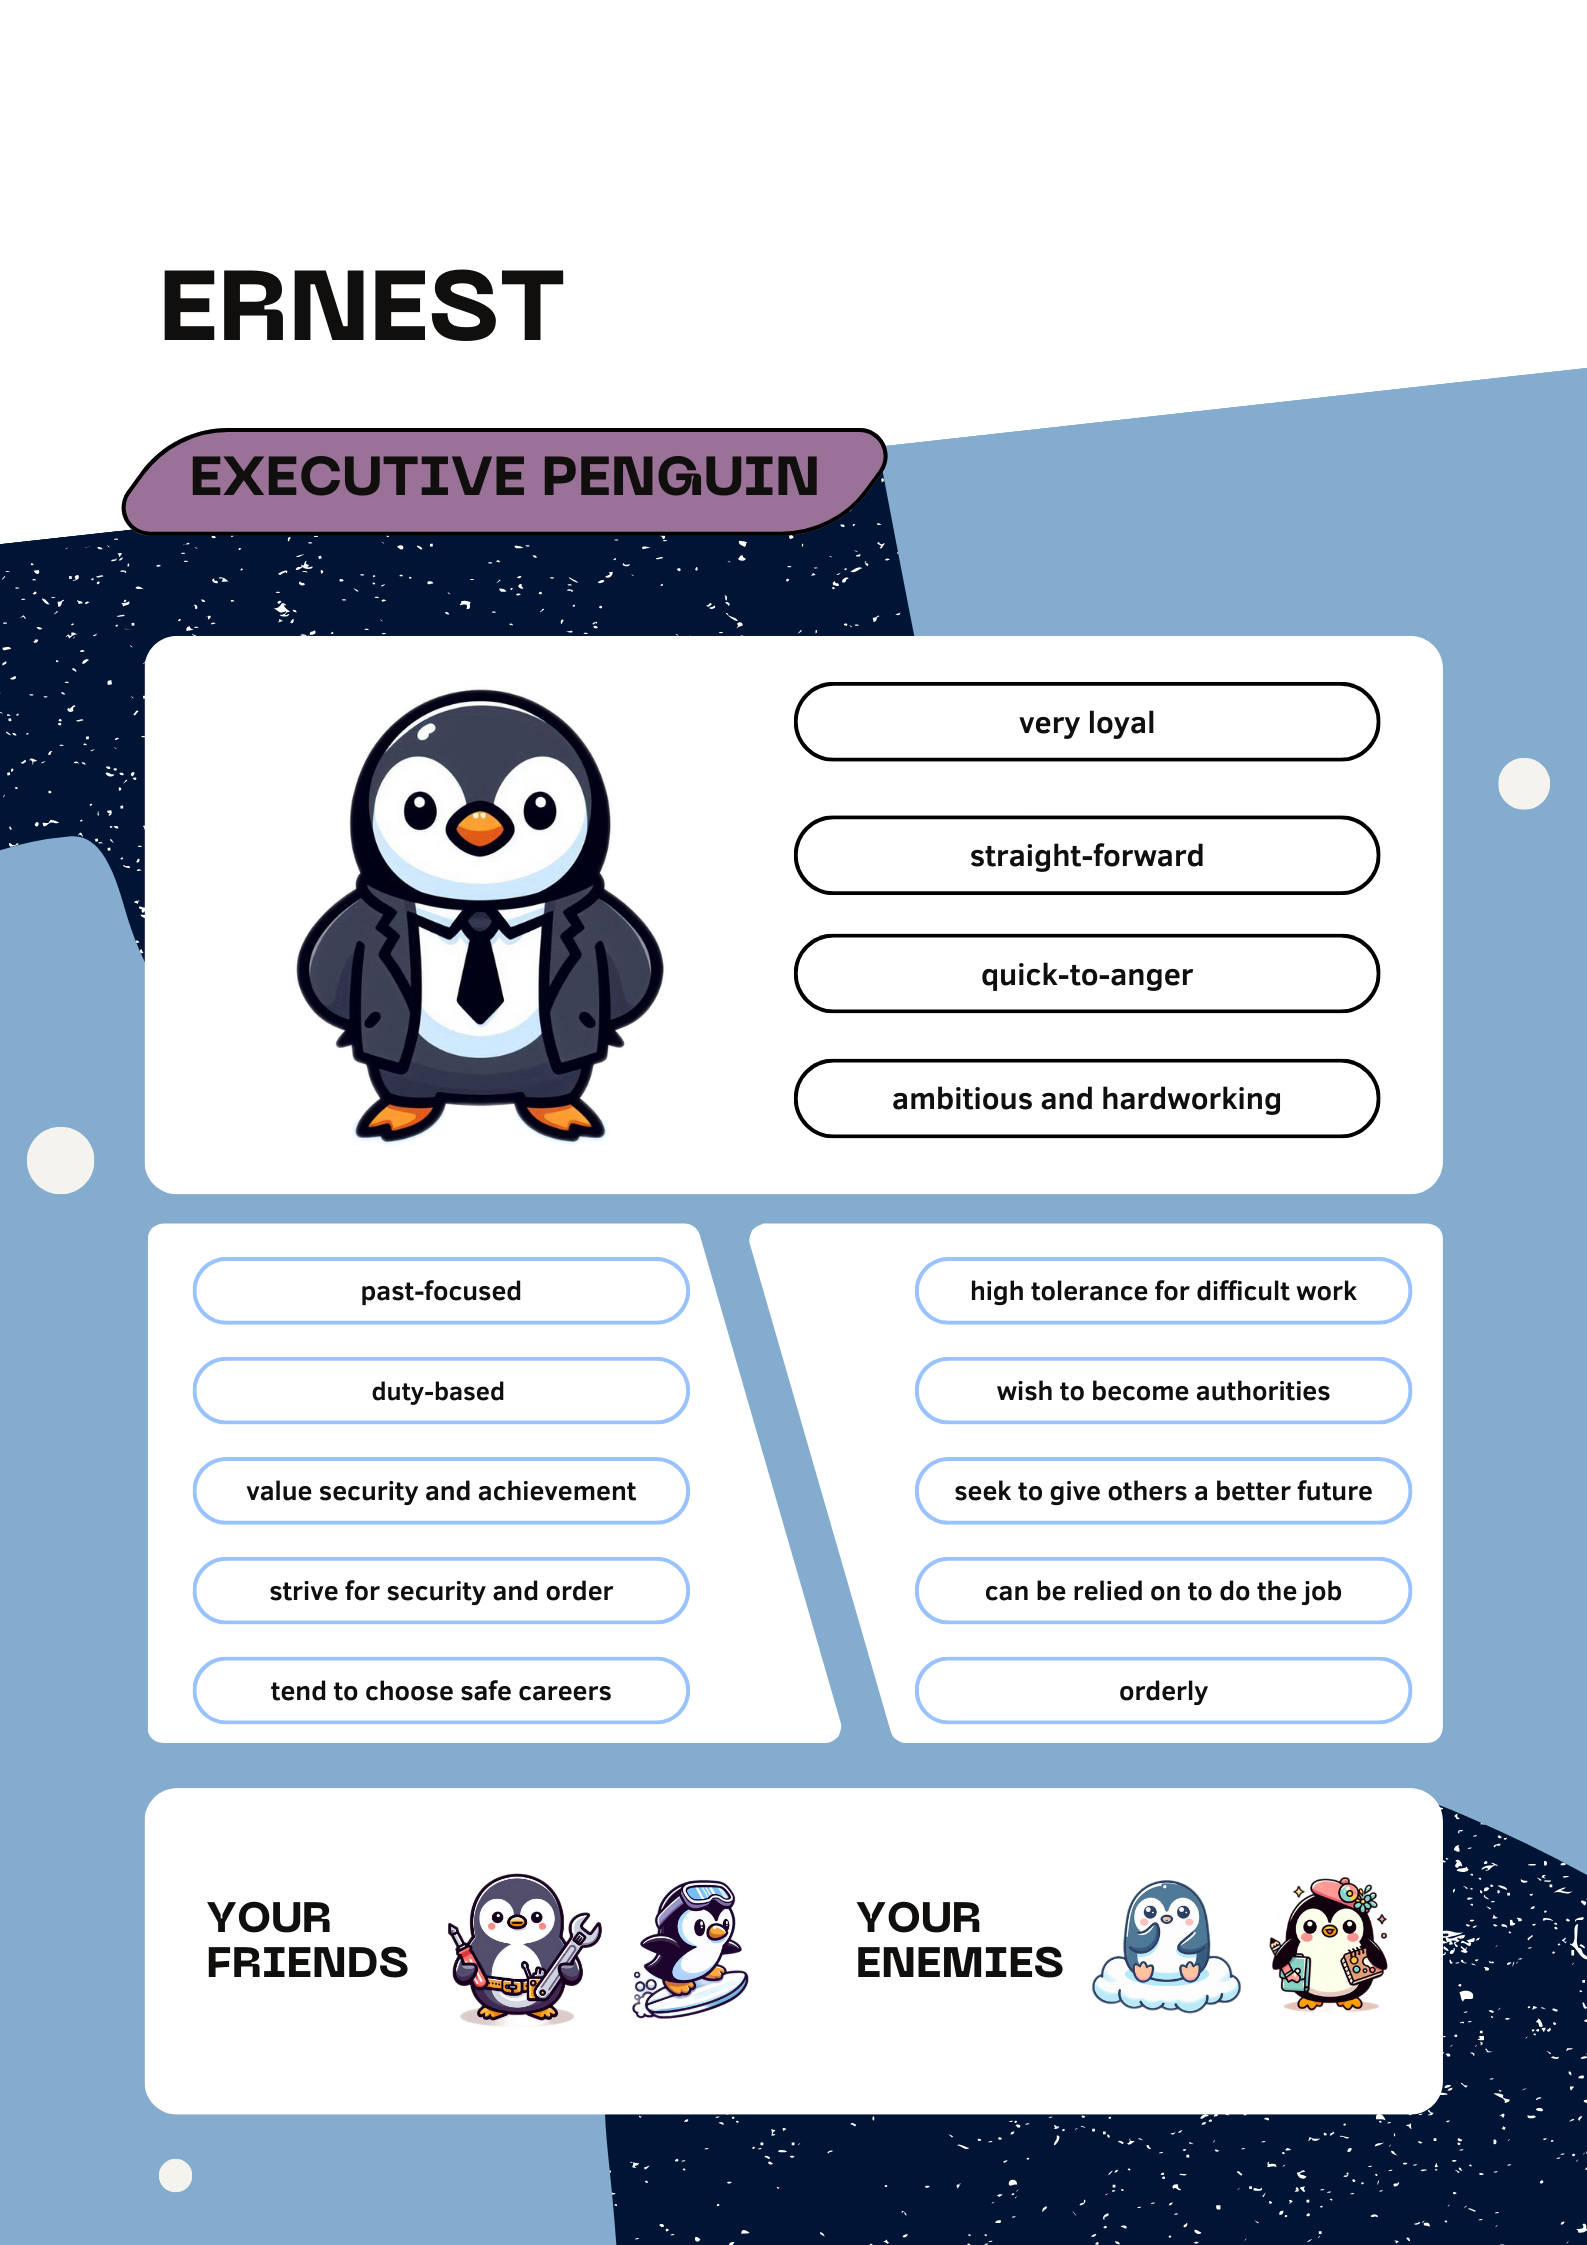 ERNEST
EXECUTIVE PENGUIN
very loyal
straight-forward
quick-to-anger
ambitious and hardworking
past-focused
duty-based
value security and achievement
strive for security and order
tend to choose safe careers
high tolerance for difficult work
wish to become authorities
seek to give others a better future
can be relied on to do the job
orderly
YOUR
FRIENDS
YOUR
ENEMIES